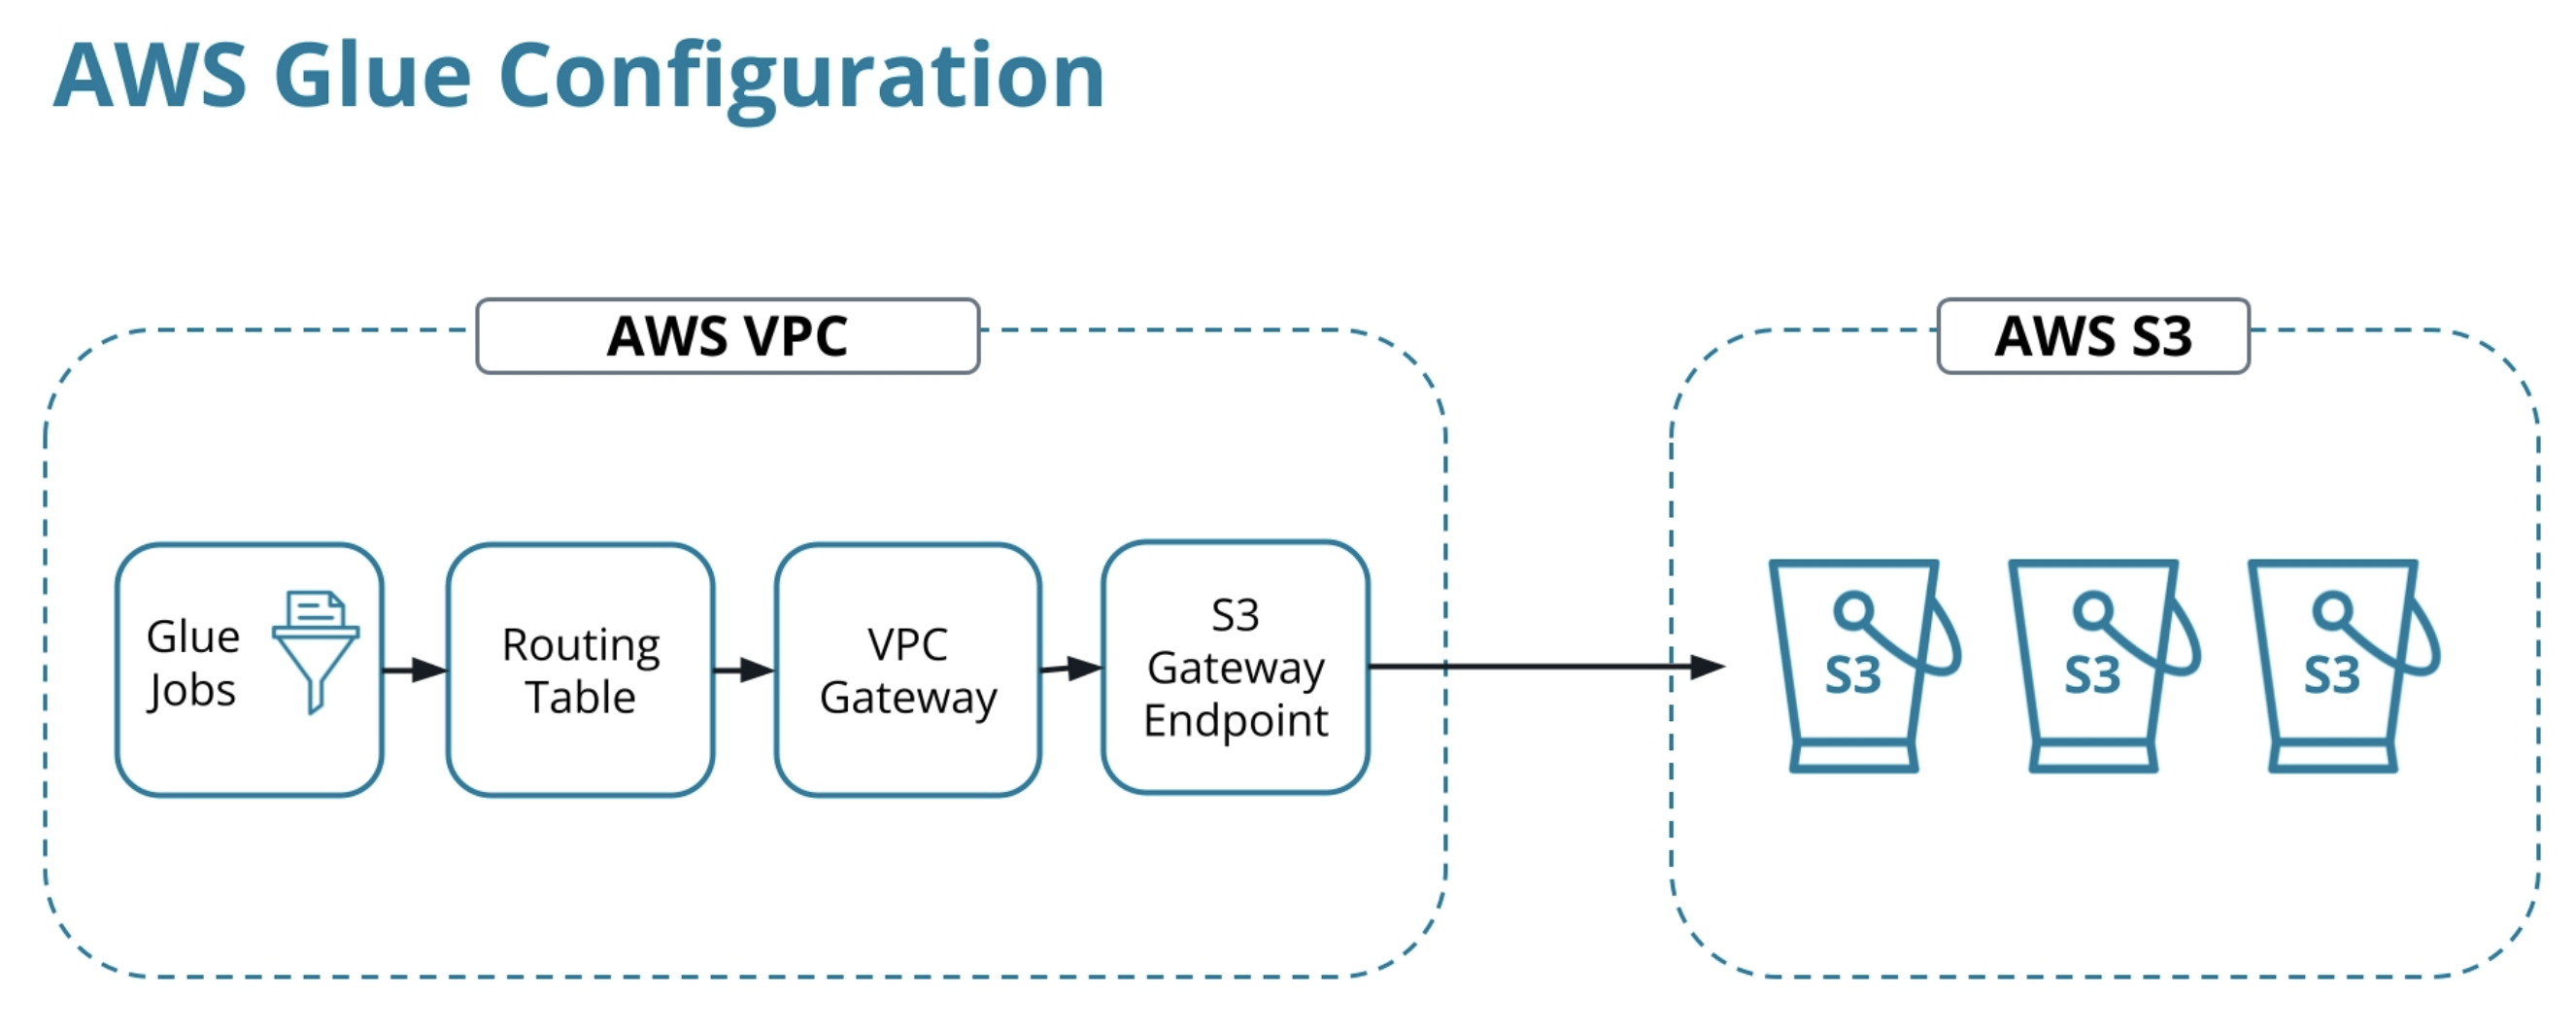 AWS Glue Configuration
AWS VPC
AWS S3
Glue
Jobs
Routing
Table
VPC
Gateway
S3
Gateway
Endpoint
S3
S3
S3